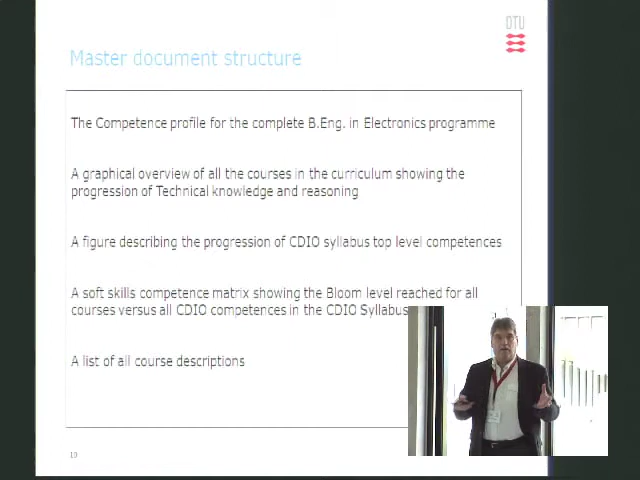 DTU
Master document structure
The Competence profile for the complete B.Eng. in Electronics programme
A graphical overview of all the courses in the curriculum showing the
progression of Technical knowledge and reasoning
A figure describing the progression of CDIO syllabus top level competences
A soft skills competence matrix showing the Bloom level reached for all
courses versus all CDIO competences in the CDIO Syllabus
A list of all course descriptions
10